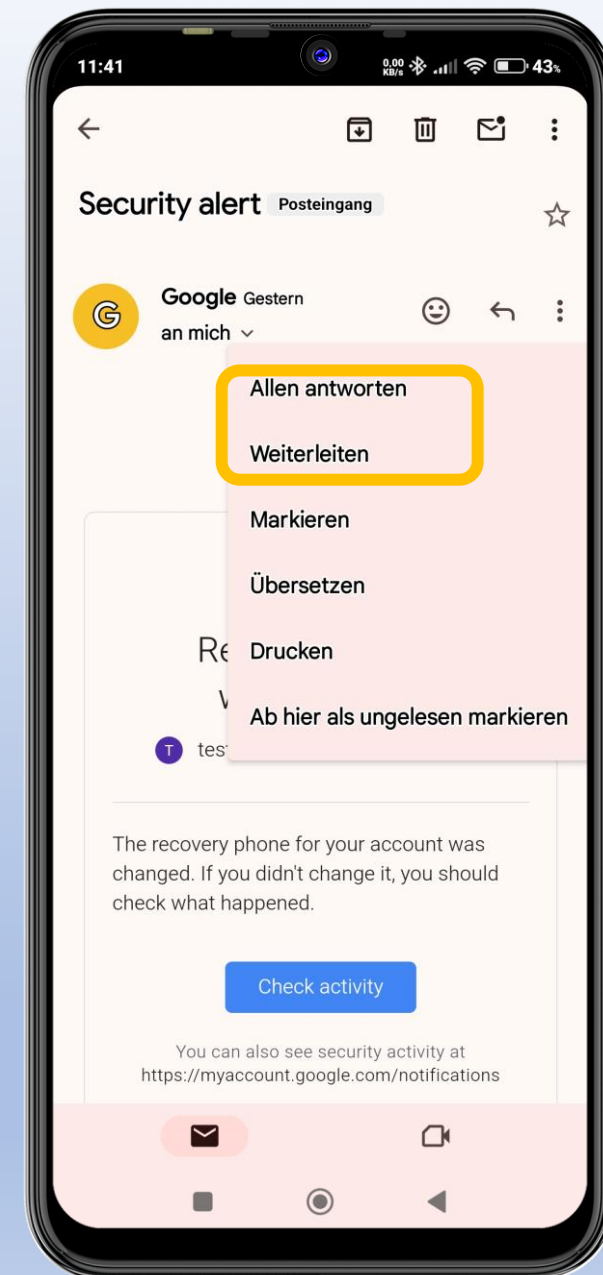 11:41 0,00 KB/s 43%
Security alert Posteingang
G Google Gestern
an mich
Allen antworten
Weiterleiten
Markieren
Übersetzen
Drucken
Ab hier als ungelesen markieren
T
The recovery phone for your account was
changed. If you didn't change it, you should
check what happened.
Check activity
You can also see security activity at
https://myaccount.google.com/notifications